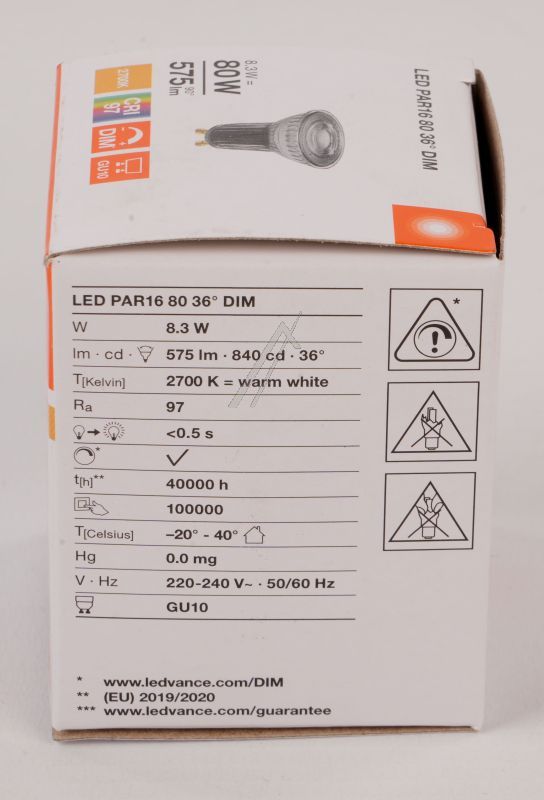 LED PAR16 80 36° DIM
8.3W =
80W
575lm 90°
2700K
CRI 97
DIM
- +
GU10
LED PAR16 80 36° DIM
W 8.3 W
lm · cd · 575 lm · 840 cd · 36°
T[Kelvin] 2700 K = warm white
Ra 97
<0.5 s
*
t[h]** 40000 h
100000
T[Celsius] –20° - 40°
Hg 0.0 mg
V · Hz 220-240 V~ · 50/60 Hz
GU10
*
* www.ledvance.com/DIM
** (EU) 2019/2020
*** www.ledvance.com/guarantee